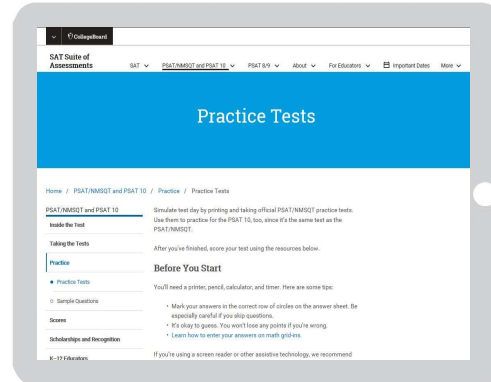 CollegeBoard
SAT Suite of
Assessments
SAT
PSAT/NMSQT and PSAT 10
PSAT 8/9
About
For Educators
Important Dates
More
Practice Tests
Home / PSAT/NMSQT and PSAT 10 / Practice / Practice Tests
PSAT/NMSQT and PSAT 10
Inside the Test
Taking the Tests
Practice
Practice Tests
Sample Questions
Scores
Scholarships and Recognition
K-12 Educators
Simulate test day by printing and taking official PSAT/NMSQT practice tests.
Use them to practice for the PSAT 10, too, since it's the same test as the
PSAT/NMSQT.
After you've finished, score your test using the resources below.
Before You Start
You'll need a printer, pencil, calculator, and timer. Here are some tips:
• Mark your answers in the correct row of circles on the answer sheet. Be
especially careful if you skip questions.
• It's okay to guess. You won't lose any points if you're wrong.
• Learn how to enter your answers on math grid-ins.
If you're using a screen reader or other assistive technology, we recommend